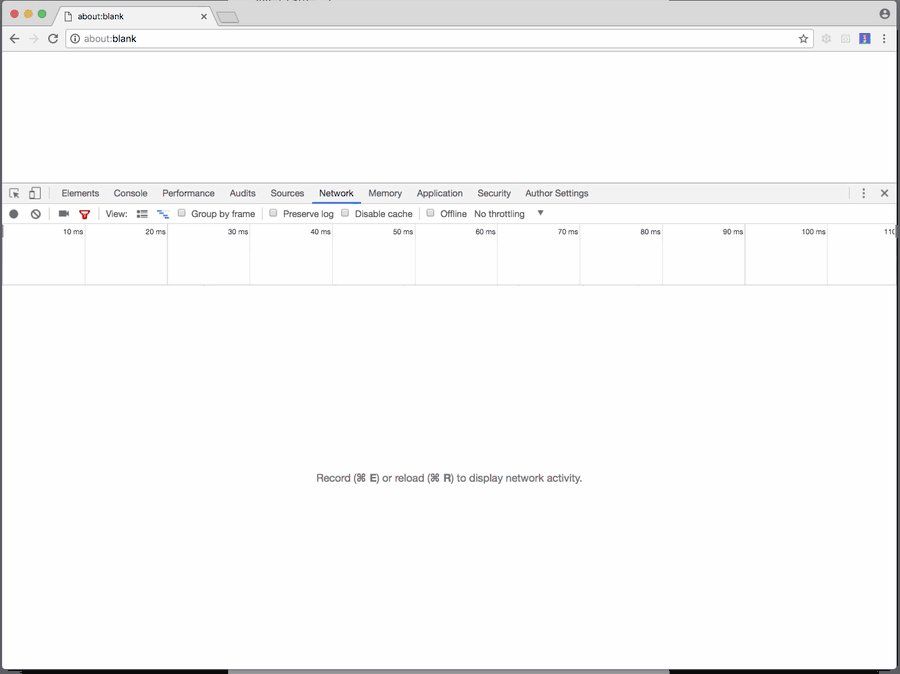 about:blank
about:blank
Elements Console Performance Audits Sources Network Memory Application Security Author Settings
View: Group by frame Preserve log Disable cache Offline No throttling
10 ms 20 ms 30 ms 40 ms 50 ms 60 ms 70 ms 80 ms 90 ms 100 ms
Record (⌘ E) or reload (⌘ R) to display network activity.